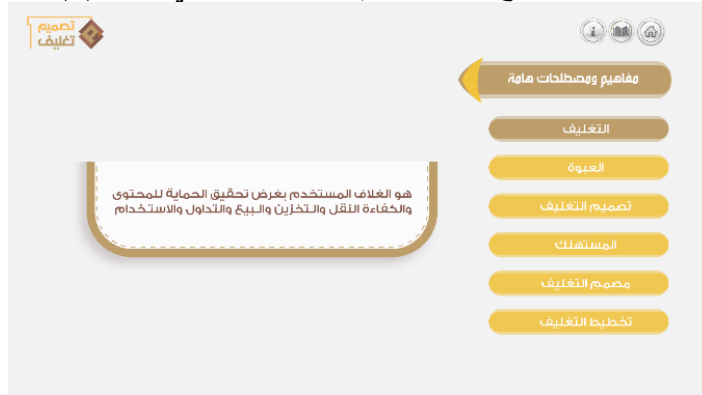 تصميم
تغليف
مفاهيم ومصطلحات هامة
التغليف
العبوة
تصميم التغليف
المستهلك
مصمم التغليف
تخطيط التغليف
هو الغلاف المستخدم بغرض تحقيق الحماية للمحتوى
والكفاءة النقل والتخزين والبيع والتداول والاستخدام